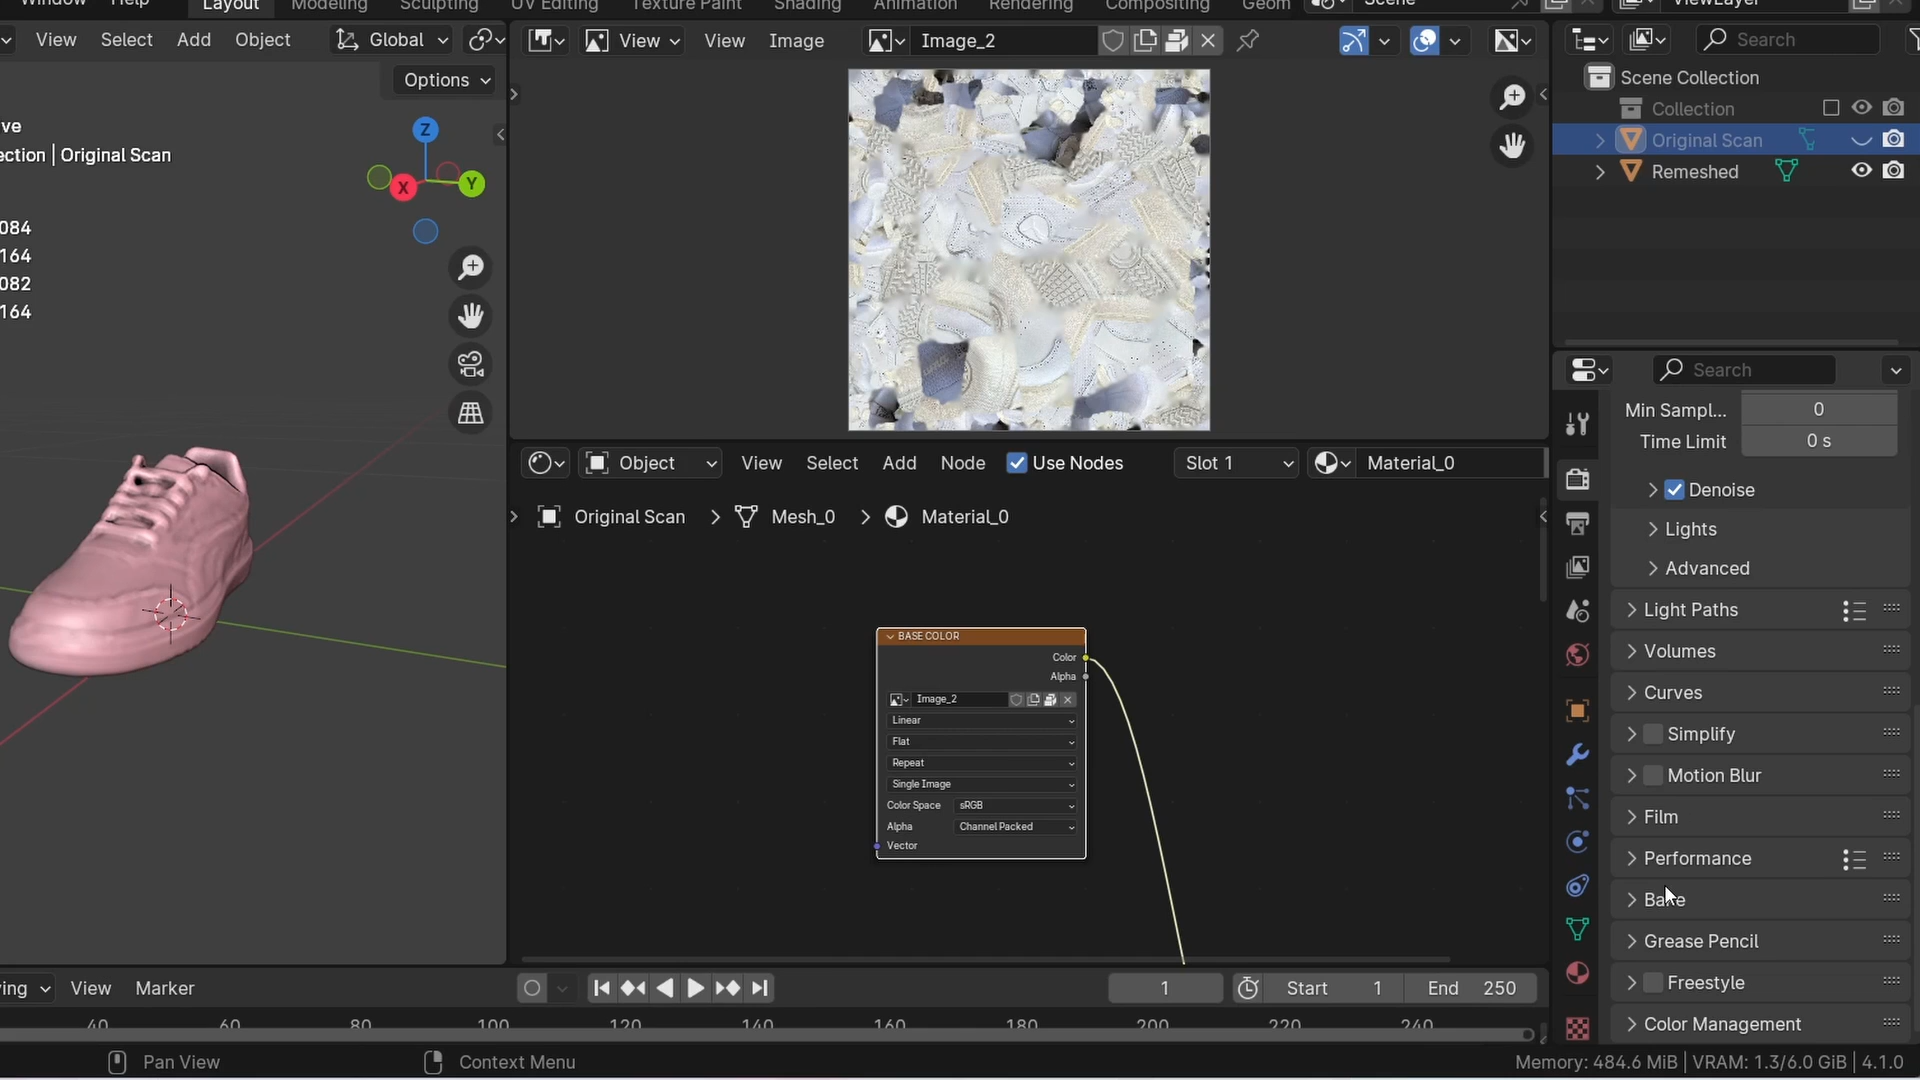 Window Help Layout Modeling Sculpting UV Editing Texture Paint Shading Animation Rendering Compositing Geom Scene ViewLayer
View Select Add Object Global View View Image Image_2 Search
Options
Scene Collection
Collection
ve
Original Scan
ection | Original Scan
Remeshed
Z
X
Y
084
164
082
164
Search
Min Sampl... 0
Time Limit 0 s
Object View Select Add Node Use Nodes Slot 1 Material_0
Denoise
Original Scan > Mesh_0 > Material_0
Lights
Advanced
Light Paths
BASE COLOR
Color
Alpha
Image_2
Linear
Flat
Repeat
Single Image
Color Space sRGB
Alpha Channel Packed
Vector
Volumes
Curves
Simplify
Motion Blur
Film
Performance
Bake
Grease Pencil
Freestyle
Color Management
ing View Marker 1 Start 1 End 250
40 60 80 100 120 140 160 180 200 220 240
Pan View Context Menu Memory: 484.6 MiB | VRAM: 1.3/6.0 GiB | 4.1.0